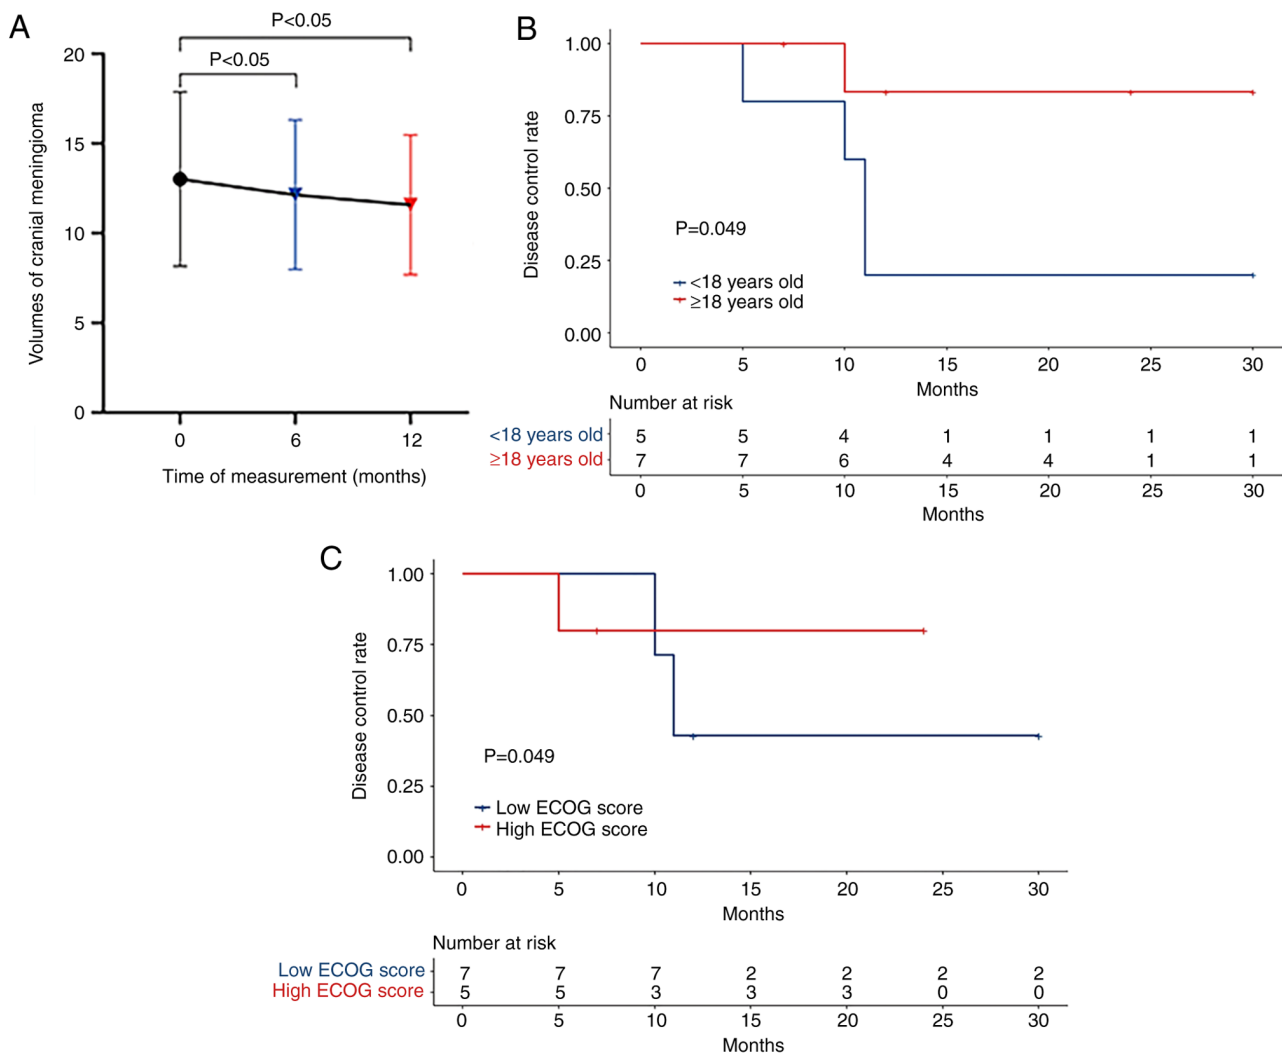 A
P<0.05
P<0.05
20
15
10
5
0
Volumes of cranial meningioma
0 6 12
Time of measurement (months)
B
1.00
0.75
0.50
0.25
0.00
Disease control rate
P=0.049
<18 years old
≥18 years old
0 5 10 15 20 25 30
Months
Number at risk
<18 years old 5 5 4 1 1 1 1
≥18 years old 7 7 6 4 4 1 1
0 5 10 15 20 25 30
Months
C
1.00
0.75
0.50
0.25
0.00
Disease control rate
P=0.049
Low ECOG score
High ECOG score
0 5 10 15 20 25 30
Months
Number at risk
Low ECOG score 7 7 7 2 2 2 2
High ECOG score 5 5 3 3 3 0 0
0 5 10 15 20 25 30
Months